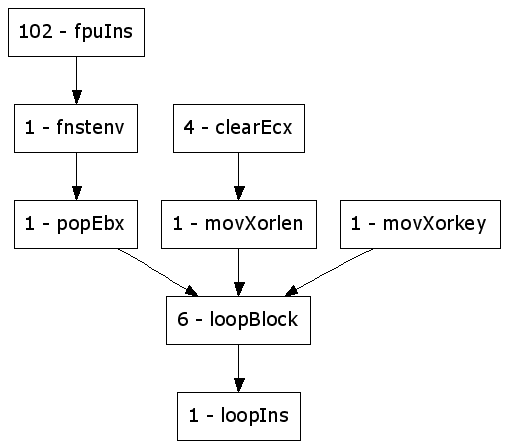 102 - fpuIns
1 - fnstenv
4 - clearEcx
1 - popEbx
1 - movXorlen
1 - movXorkey
6 - loopBlock
1 - loopIns